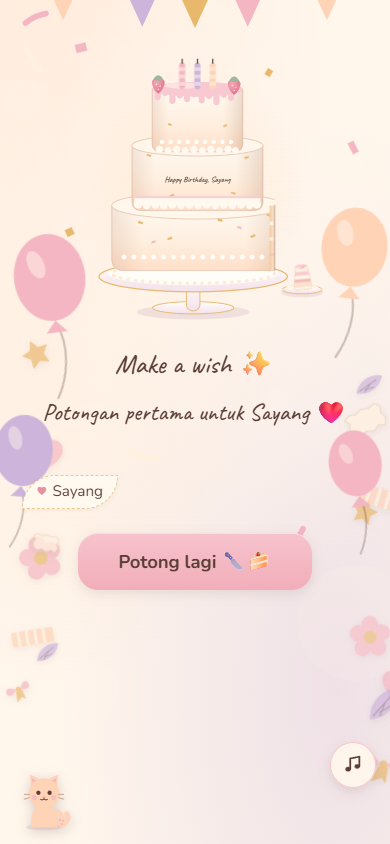 Happy Birthday, Sayang
Make a wish ✨
Potongan pertama untuk Sayang ❤️
Sayang
Potong lagi 🔪 🍰